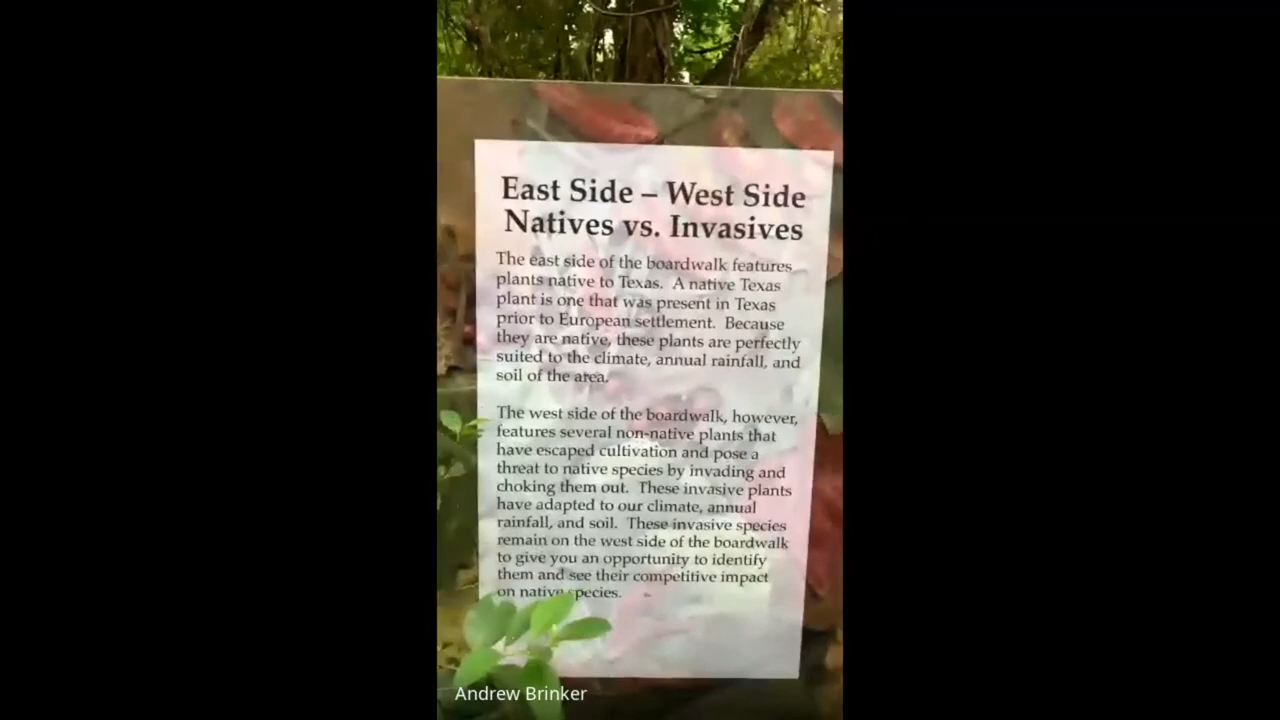 East Side – West Side
Natives vs. Invasives
The east side of the boardwalk features
plants native to Texas. A native Texas
plant is one that was present in Texas
prior to European settlement. Because
they are native, these plants are perfectly
suited to the climate, annual rainfall, and
soil of the area.
The west side of the boardwalk, however,
features several non-native plants that
have escaped cultivation and pose a
threat to native species by invading and
choking them out. These invasive plants
have adapted to our climate, annual
rainfall, and soil. These invasive species
remain on the west side of the boardwalk
to give you an opportunity to identify
them and see their competitive impact
on native species.
Andrew Brinker